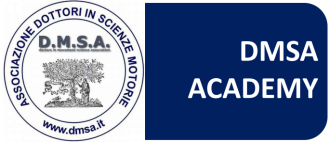 ASSOCIAZIONE DOTTORI IN SCIENZE MOTORIE
D.M.S.A.
www.dmsa.it
DMSA
ACADEMY